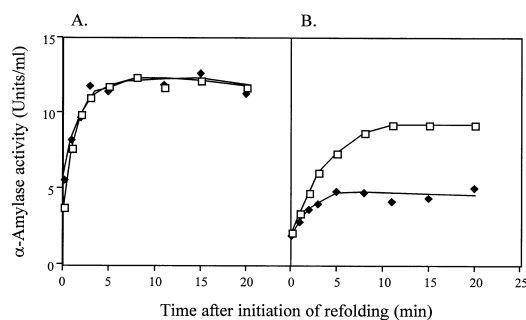 A. B.
15
10
5
0
α-Amylase activity (Units/ml)
0 5 10 15 20 0 5 10 15 20 25
Time after initiation of refolding (min)